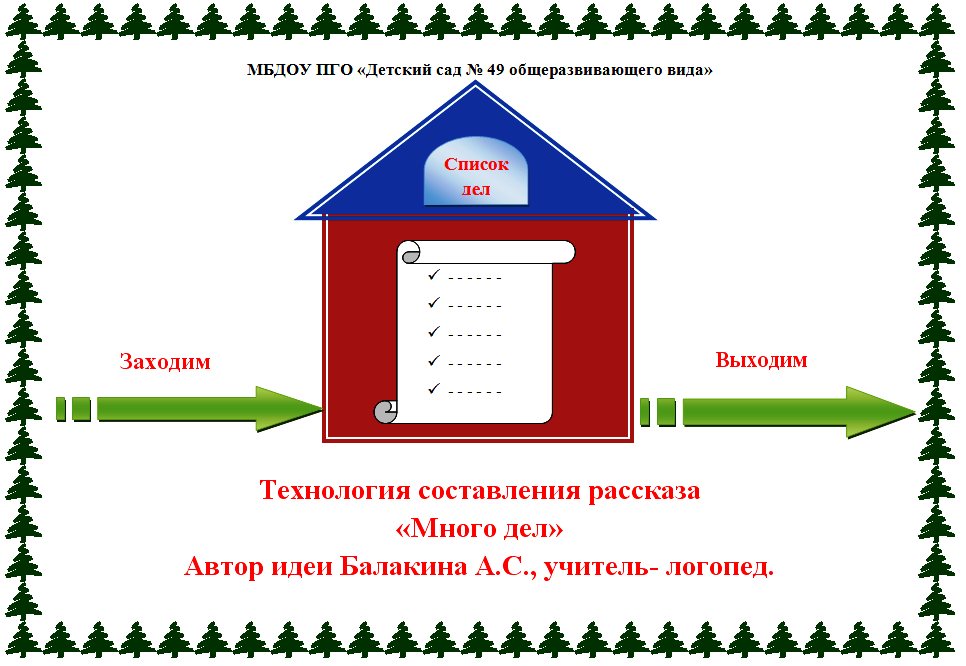 МБДОУ ПГО «Детский сад № 49 общеразвивающего вида»
Список
дел
✓ - - - - - -
✓ - - - - - -
✓ - - - - - -
✓ - - - - - -
✓ - - - - - -
Заходим
Выходим
Технология составления рассказа
«Много дел»
Автор идеи Балакина А.С., учитель- логопед.